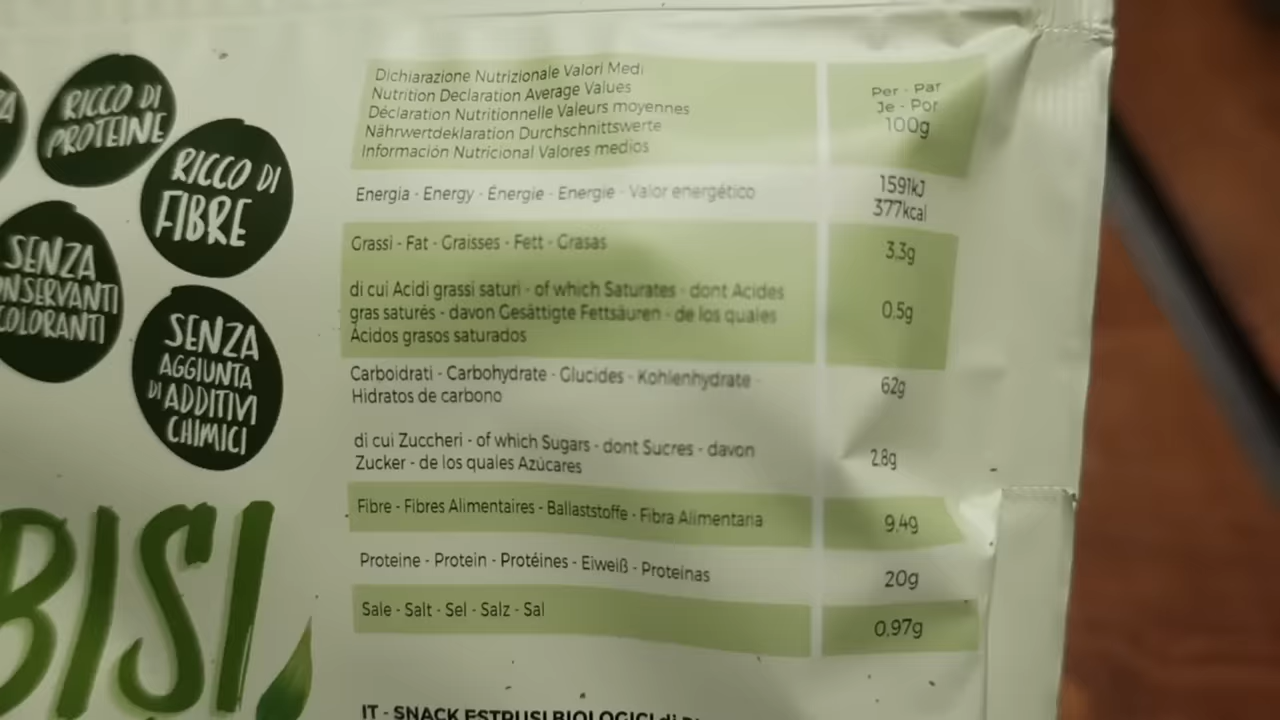 RICCO DI
PROTEINE
RICCO DI
FIBRE
SENZA
COLORANTI
SENZA
AGGIUNTA
DI ADDITIVI
CHIMICI
BISI
Dichiarazione Nutrizionale Valori Medi
Nutrition Declaration Average Values
Déclaration Nutritionnelle Valeurs moyennes
Nährwertdeklaration Durchschnittswerte
Información Nutricional Valores medios
Per - Par
Je - Por
100g
Energia - Energy - Énergie - Energie - Valor energético
1591kJ
377kcal
Grassi - Fat - Graisses - Fett - Grasas
3,3g
di cui Acidi grassi saturi - of which Saturates - dont Acides
gras saturés - davon Gesättigte Fettsäuren - de los quales
Ácidos grasos saturados
0,5g
Carboidrati - Carbohydrate - Glucides - Kohlenhydrate -
Hidratos de carbono
62g
di cui Zuccheri - of which Sugars - dont Sucres - davon
Zucker - de los quales Azúcares
2,8g
Fibre - Fibres Alimentaires - Ballaststoffe - Fibra Alimentaria
9,4g
Proteine - Protein - Protéines - Eiweiß - Proteinas
20g
Sale - Salt - Sel - Salz - Sal
0,97g
IT - SNACK ESTRUSI BIOLOGICI di